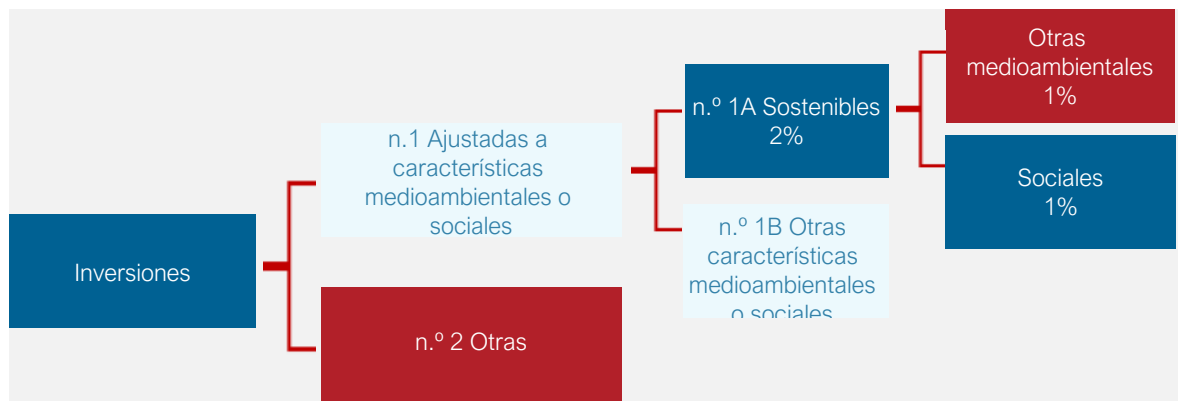 Inversiones
n.1 Ajustadas a
características
medioambientales o
sociales
n.º 2 Otras
n.º 1A Sostenibles
2%
n.º 1B Otras
características
medioambientales
o sociales
Otras
medioambientales
1%
Sociales
1%